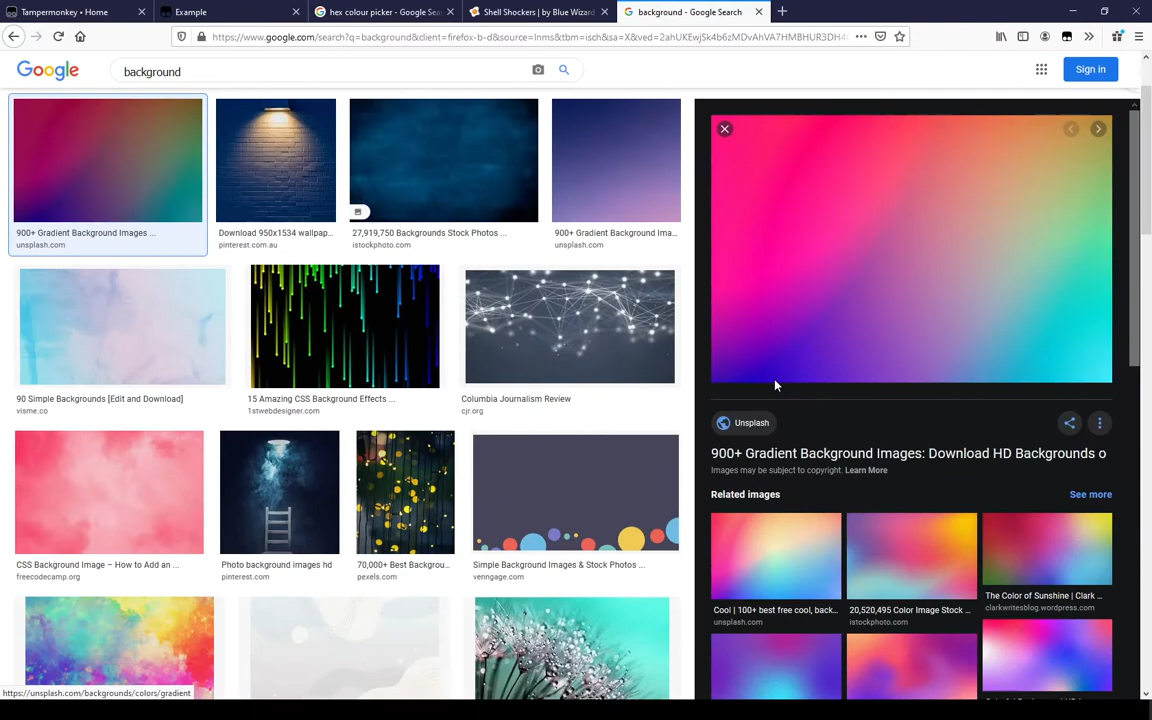 Tampermonkey • Home
Example
hex colour picker - Google Sea
Shell Shockers | by Blue Wizard
background - Google Search
https://www.google.com/search?q=background&client=firefox-b-d&source=lnms&tbm=isch&sa=X&ved=2ahUKEwjSk4b6zMDvAhVA7HMBHUR3DH4
Google
background
Sign in
900+ Gradient Background Images ...
unsplash.com
Download 950x1534 wallpap...
pinterest.com.au
27,919,750 Backgrounds Stock Photos ...
istockphoto.com
900+ Gradient Background Ima...
unsplash.com
90 Simple Backgrounds [Edit and Download]
visme.co
15 Amazing CSS Background Effects ...
1stwebdesigner.com
Columbia Journalism Review
cjr.org
CSS Background Image – How to Add an ...
freecodecamp.org
Photo background images hd
pinterest.com
70,000+ Best Backgrou...
pexels.com
Simple Background Images & Stock Photos ...
venngage.com
https://unsplash.com/backgrounds/colors/gradient
Unsplash
900+ Gradient Background Images: Download HD Backgrounds o
Images may be subject to copyright. Learn More
Related images
See more
Cool | 100+ best free cool, back...
unsplash.com
20,520,495 Color Image Stock ...
istockphoto.com
The Color of Sunshine | Clark ...
clarkwritesblog.wordpress.com